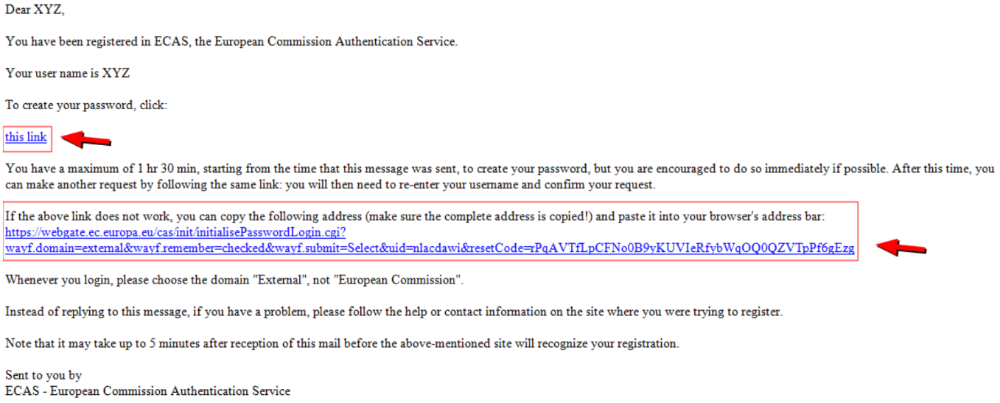 Dear XYZ,
You have been registered in ECAS, the European Commission Authentication Service.
Your user name is XYZ
To create your password, click:
this link
You have a maximum of 1 hr 30 min, starting from the time that this message was sent, to create your password, but you are encouraged to do so immediately if possible. After this time, you
can make another request by following the same link: you will then need to re-enter your username and confirm your request.
If the above link does not work, you can copy the following address (make sure the complete address is copied!) and paste it into your browser's address bar:
https://webgate.ec.europa.eu/cas/init/initialisePasswordLogin.cgi?
wayf.domain=external&wayf.remember=checked&wayf.submit=Select&uid=nlacdawi&resetCode=rPqAVTfLpCFNo0B9yKUVIeRfybWqOQ0QZVTpPf6gEzg
Whenever you login, please choose the domain "External", not "European Commission".
Instead of replying to this message, if you have a problem, please follow the help or contact information on the site where you were trying to register.
Note that it may take up to 5 minutes after reception of this mail before the above-mentioned site will recognize your registration.
Sent to you by
ECAS - European Commission Authentication Service